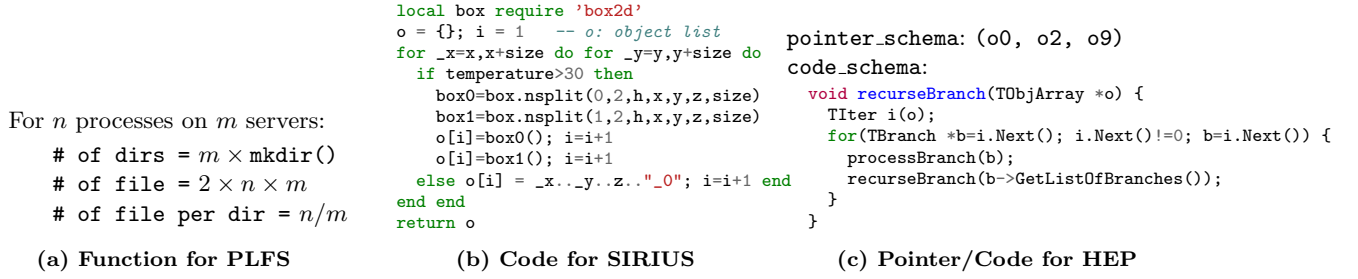 For n processes on m servers:
# of dirs = m × mkdir()
# of file = 2 × n × m
# of file per dir = n/m
(a) Function for PLFS
local box require 'box2d'
o = {}; i = 1   -- o: object list
for _x=x,x+size do for _y=y,y+size do
  if temperature>30 then
    box0=box.nsplit(0,2,h,x,y,z,size)
    box1=box.nsplit(1,2,h,x,y,z,size)
    o[i]=box0(); i=i+1
    o[i]=box1(); i=i+1
  else o[i] = _x.._y..z.."_0"; i=i+1 end
end end
return o
(b) Code for SIRIUS
pointer_schema: (o0, o2, o9)
code_schema:
void recurseBranch(TObjArray *o) {
  TIter i(o);
  for(TBranch *b=i.Next(); i.Next()!=0; b=i.Next()) {
    processBranch(b);
    recurseBranch(b->GetListOfBranches());
  }
}
(c) Pointer/Code for HEP